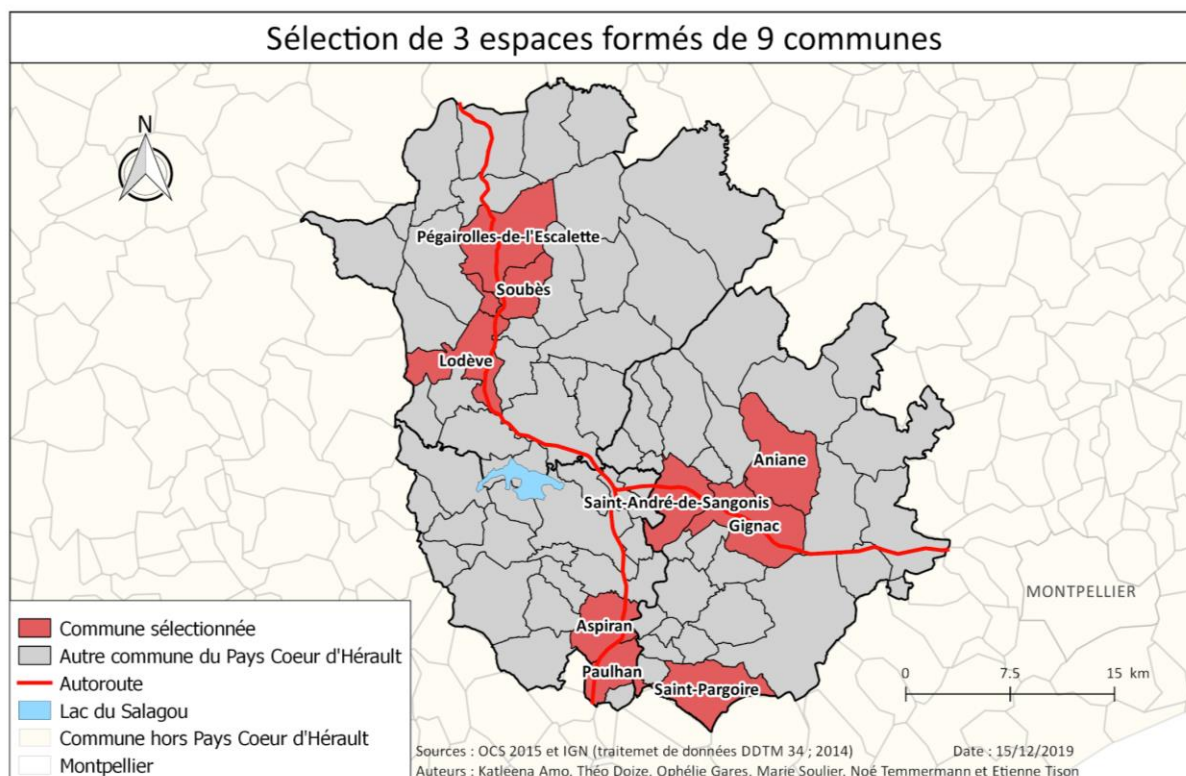 Sélection de 3 espaces formés de 9 communes
N
Pégairolles-de-l'Escalette
Soubès
Lodève
Aniane
Saint-André-de-Sangonis
Gignac
MONTPELLIER
Aspiran
Paulhan
Saint-Pargoire
0 7.5 15 km
Commune sélectionnée
Autre commune du Pays Coeur d'Hérault
Autoroute
Lac du Salagou
Commune hors Pays Coeur d'Hérault
Montpellier
Sources : OCS 2015 et IGN (traitemet de données DDTM 34 ; 2014) Date : 15/12/2019
Auteurs : Katleena Amo, Théo Doize, Ophélie Gares, Marie Soulier, Noé Temmermann et Etienne Tison